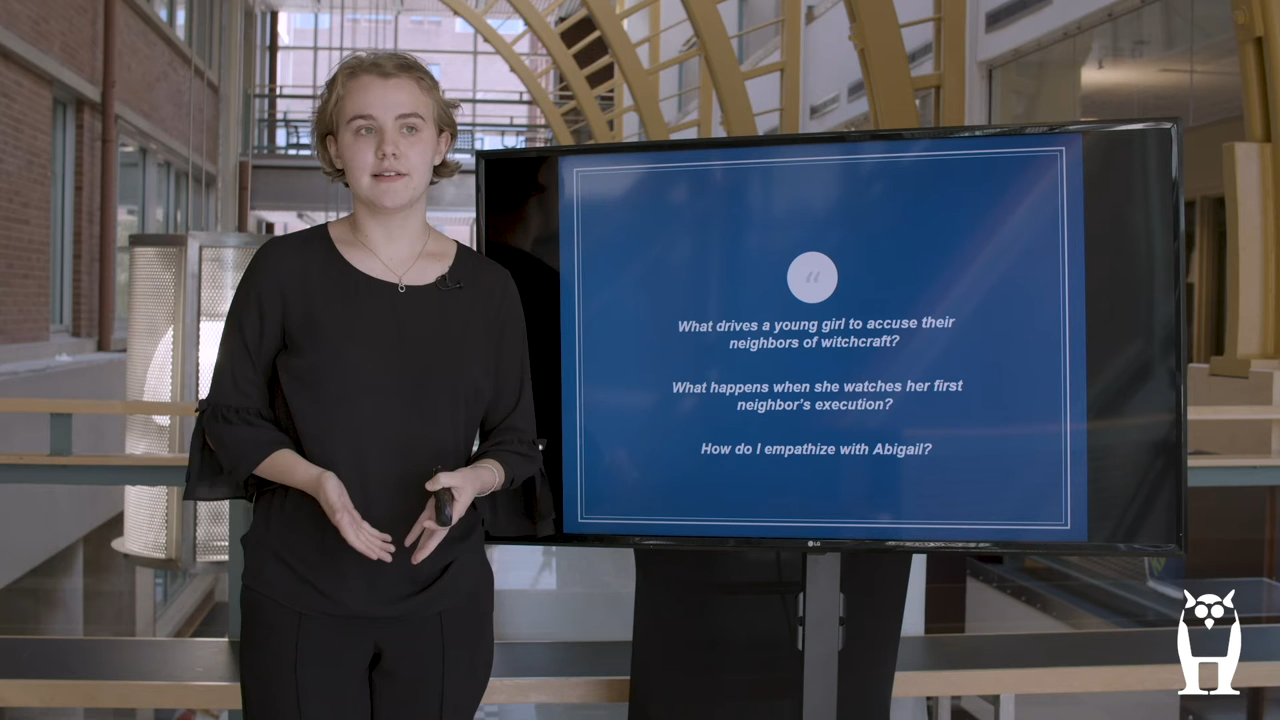 “
What drives a young girl to accuse their
neighbors of witchcraft?
What happens when she watches her first
neighbor's execution?
How do I empathize with Abigail?
LG